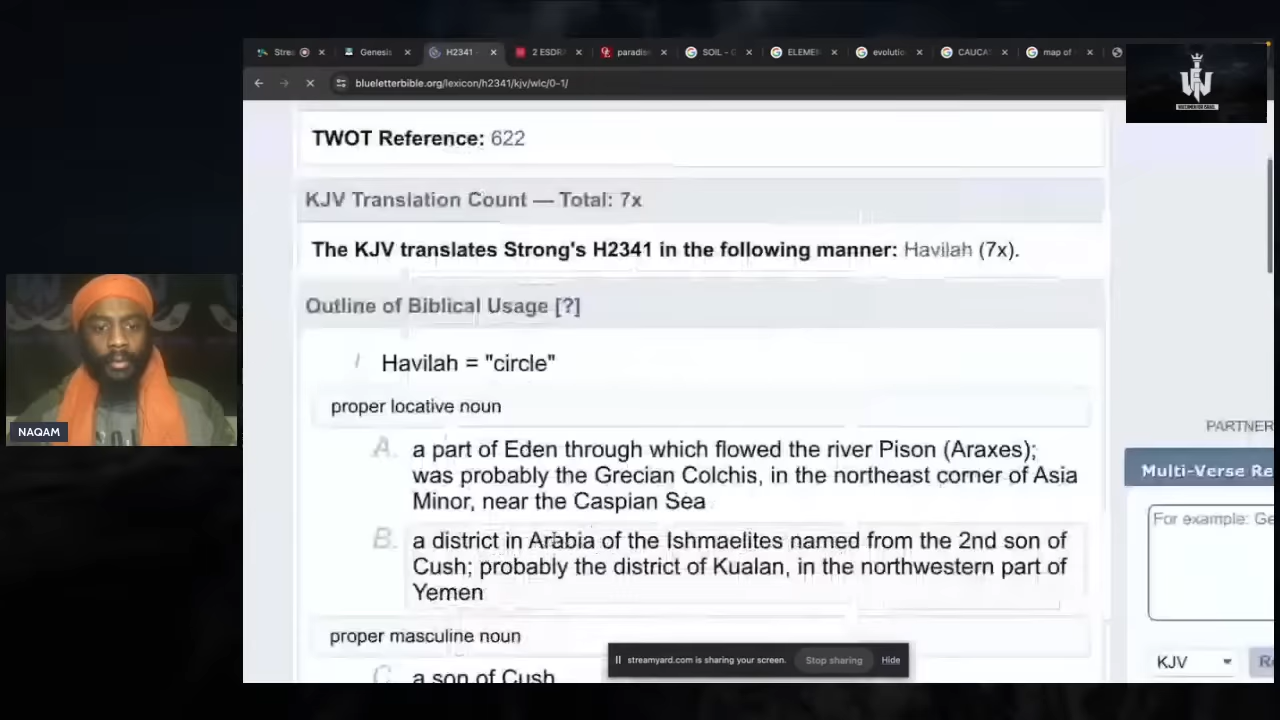 Stre
Genesis
H2341
2 ESDR
paradis
SOIL - G
ELEMEN
evolutio
CAUCA
map of
blueletterbible.org/lexicon/h2341/kjv/wlc/0-1/
TWOT Reference: 622
KJV Translation Count — Total: 7x
The KJV translates Strong's H2341 in the following manner: Havilah (7x).
Outline of Biblical Usage [?]
I Havilah = "circle"
proper locative noun
A. a part of Eden through which flowed the river Pison (Araxes);
was probably the Grecian Colchis, in the northeast corner of Asia
Minor, near the Caspian Sea
B. a district in Arabia of the Ishmaelites named from the 2nd son of
Cush; probably the district of Kualan, in the northwestern part of
Yemen
proper masculine noun
C. a son of Cush
streamyard.com is sharing your screen. Stop sharing Hide
PARTNER
Multi-Verse Re
For example: Ge
KJV
Re
NAQAM